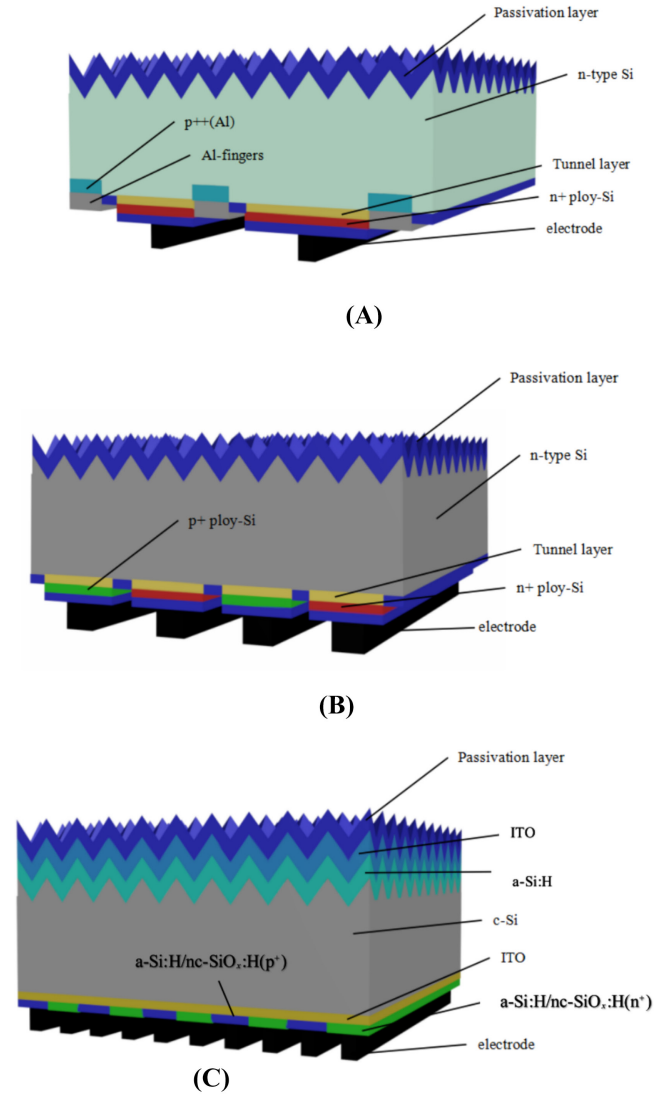 Passivation layer
n-type Si
p++(Al)
Al-fingers
Tunnel layer
n+ ploy-Si
electrode
(A)
Passivation layer
n-type Si
p+ ploy-Si
Tunnel layer
n+ ploy-Si
electrode
(B)
Passivation layer
ITO
a-Si:H
c-Si
a-Si:H/nc-SiOₓ:H(p⁺)
ITO
a-Si:H/nc-SiOₓ:H(n⁺)
electrode
(C)